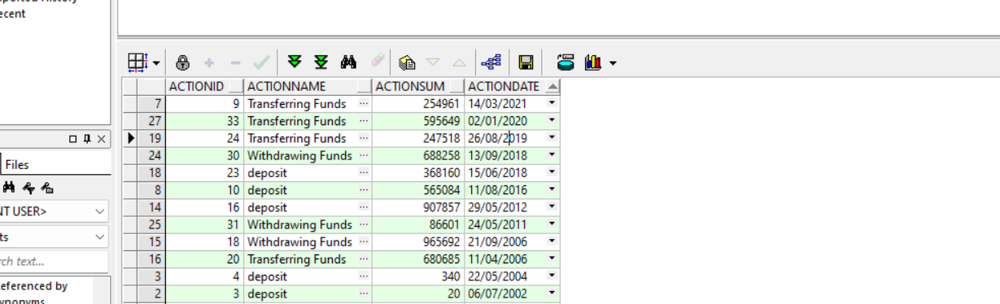 ported History
ecent
Files
NT USER>
ts
rch text...
eferenced by
ynonyms
ACTIONID ACTIONNAME ACTIONSUM ACTIONDATE
7 9 Transferring Funds ... 254961 14/03/2021
27 33 Transferring Funds ... 595649 02/01/2020
19 24 Transferring Funds ... 247518 26/08/2019
24 30 Withdrawing Funds ... 688258 13/09/2018
18 23 deposit ... 368160 15/06/2018
8 10 deposit ... 565084 11/08/2016
14 16 deposit ... 907857 29/05/2012
25 31 Withdrawing Funds ... 86601 24/05/2011
15 18 Withdrawing Funds ... 965692 21/09/2006
16 20 Transferring Funds ... 680685 11/04/2006
3 4 deposit ... 340 22/05/2004
2 3 deposit ... 20 06/07/2002